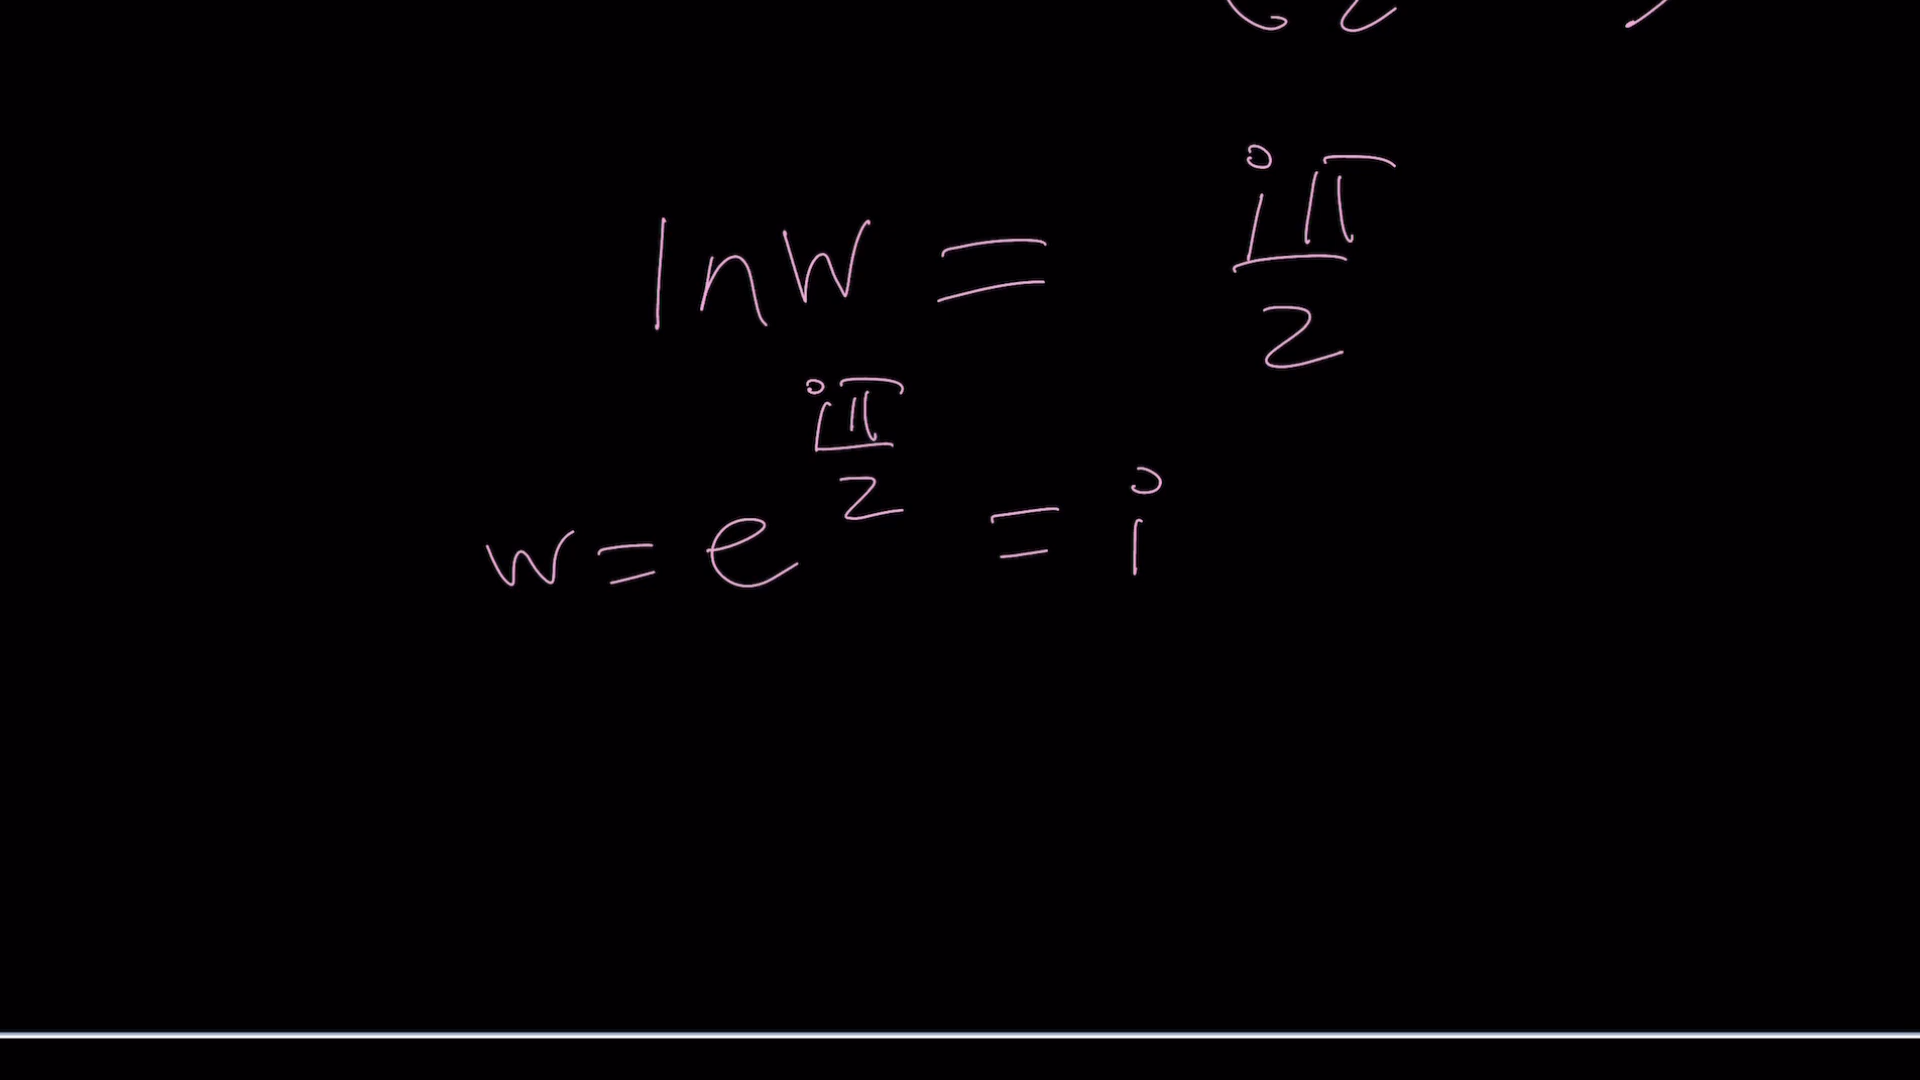 ln W = iπ/2
w = e^(iπ/2) = i